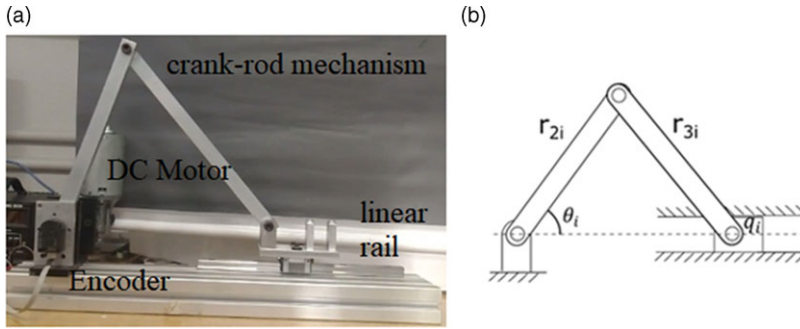 (a)
crank-rod mechanism
DC Motor
linear
rail
Encoder
(b)
r2i
r3i
θi
qi